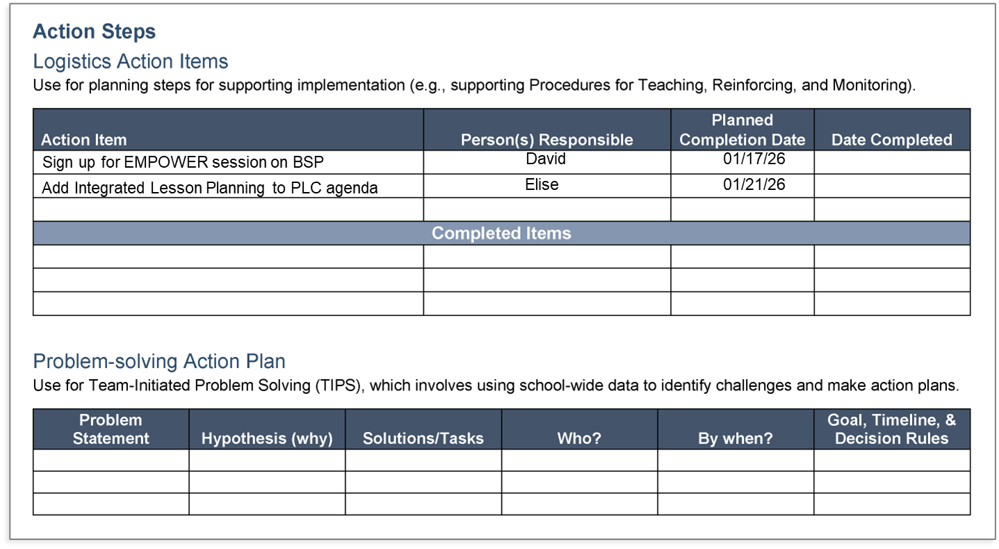 Action Steps
Logistics Action Items
Use for planning steps for supporting implementation (e.g., supporting Procedures for Teaching, Reinforcing, and Monitoring).
Action Item Person(s) Responsible Planned Completion Date Date Completed
Sign up for EMPOWER session on BSP David 01/17/26
Add Integrated Lesson Planning to PLC agenda Elise 01/21/26
Completed Items
Problem-solving Action Plan
Use for Team-Initiated Problem Solving (TIPS), which involves using school-wide data to identify challenges and make action plans.
Problem Statement Hypothesis (why) Solutions/Tasks Who? By when? Goal, Timeline, & Decision Rules